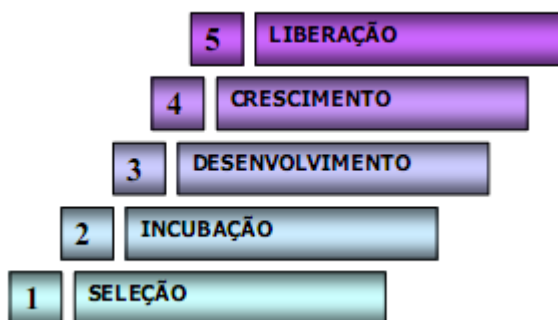 5 LIBERAÇÃO
4 CRESCIMENTO
3 DESENVOLVIMENTO
2 INCUBAÇÃO
1 SELEÇÃO